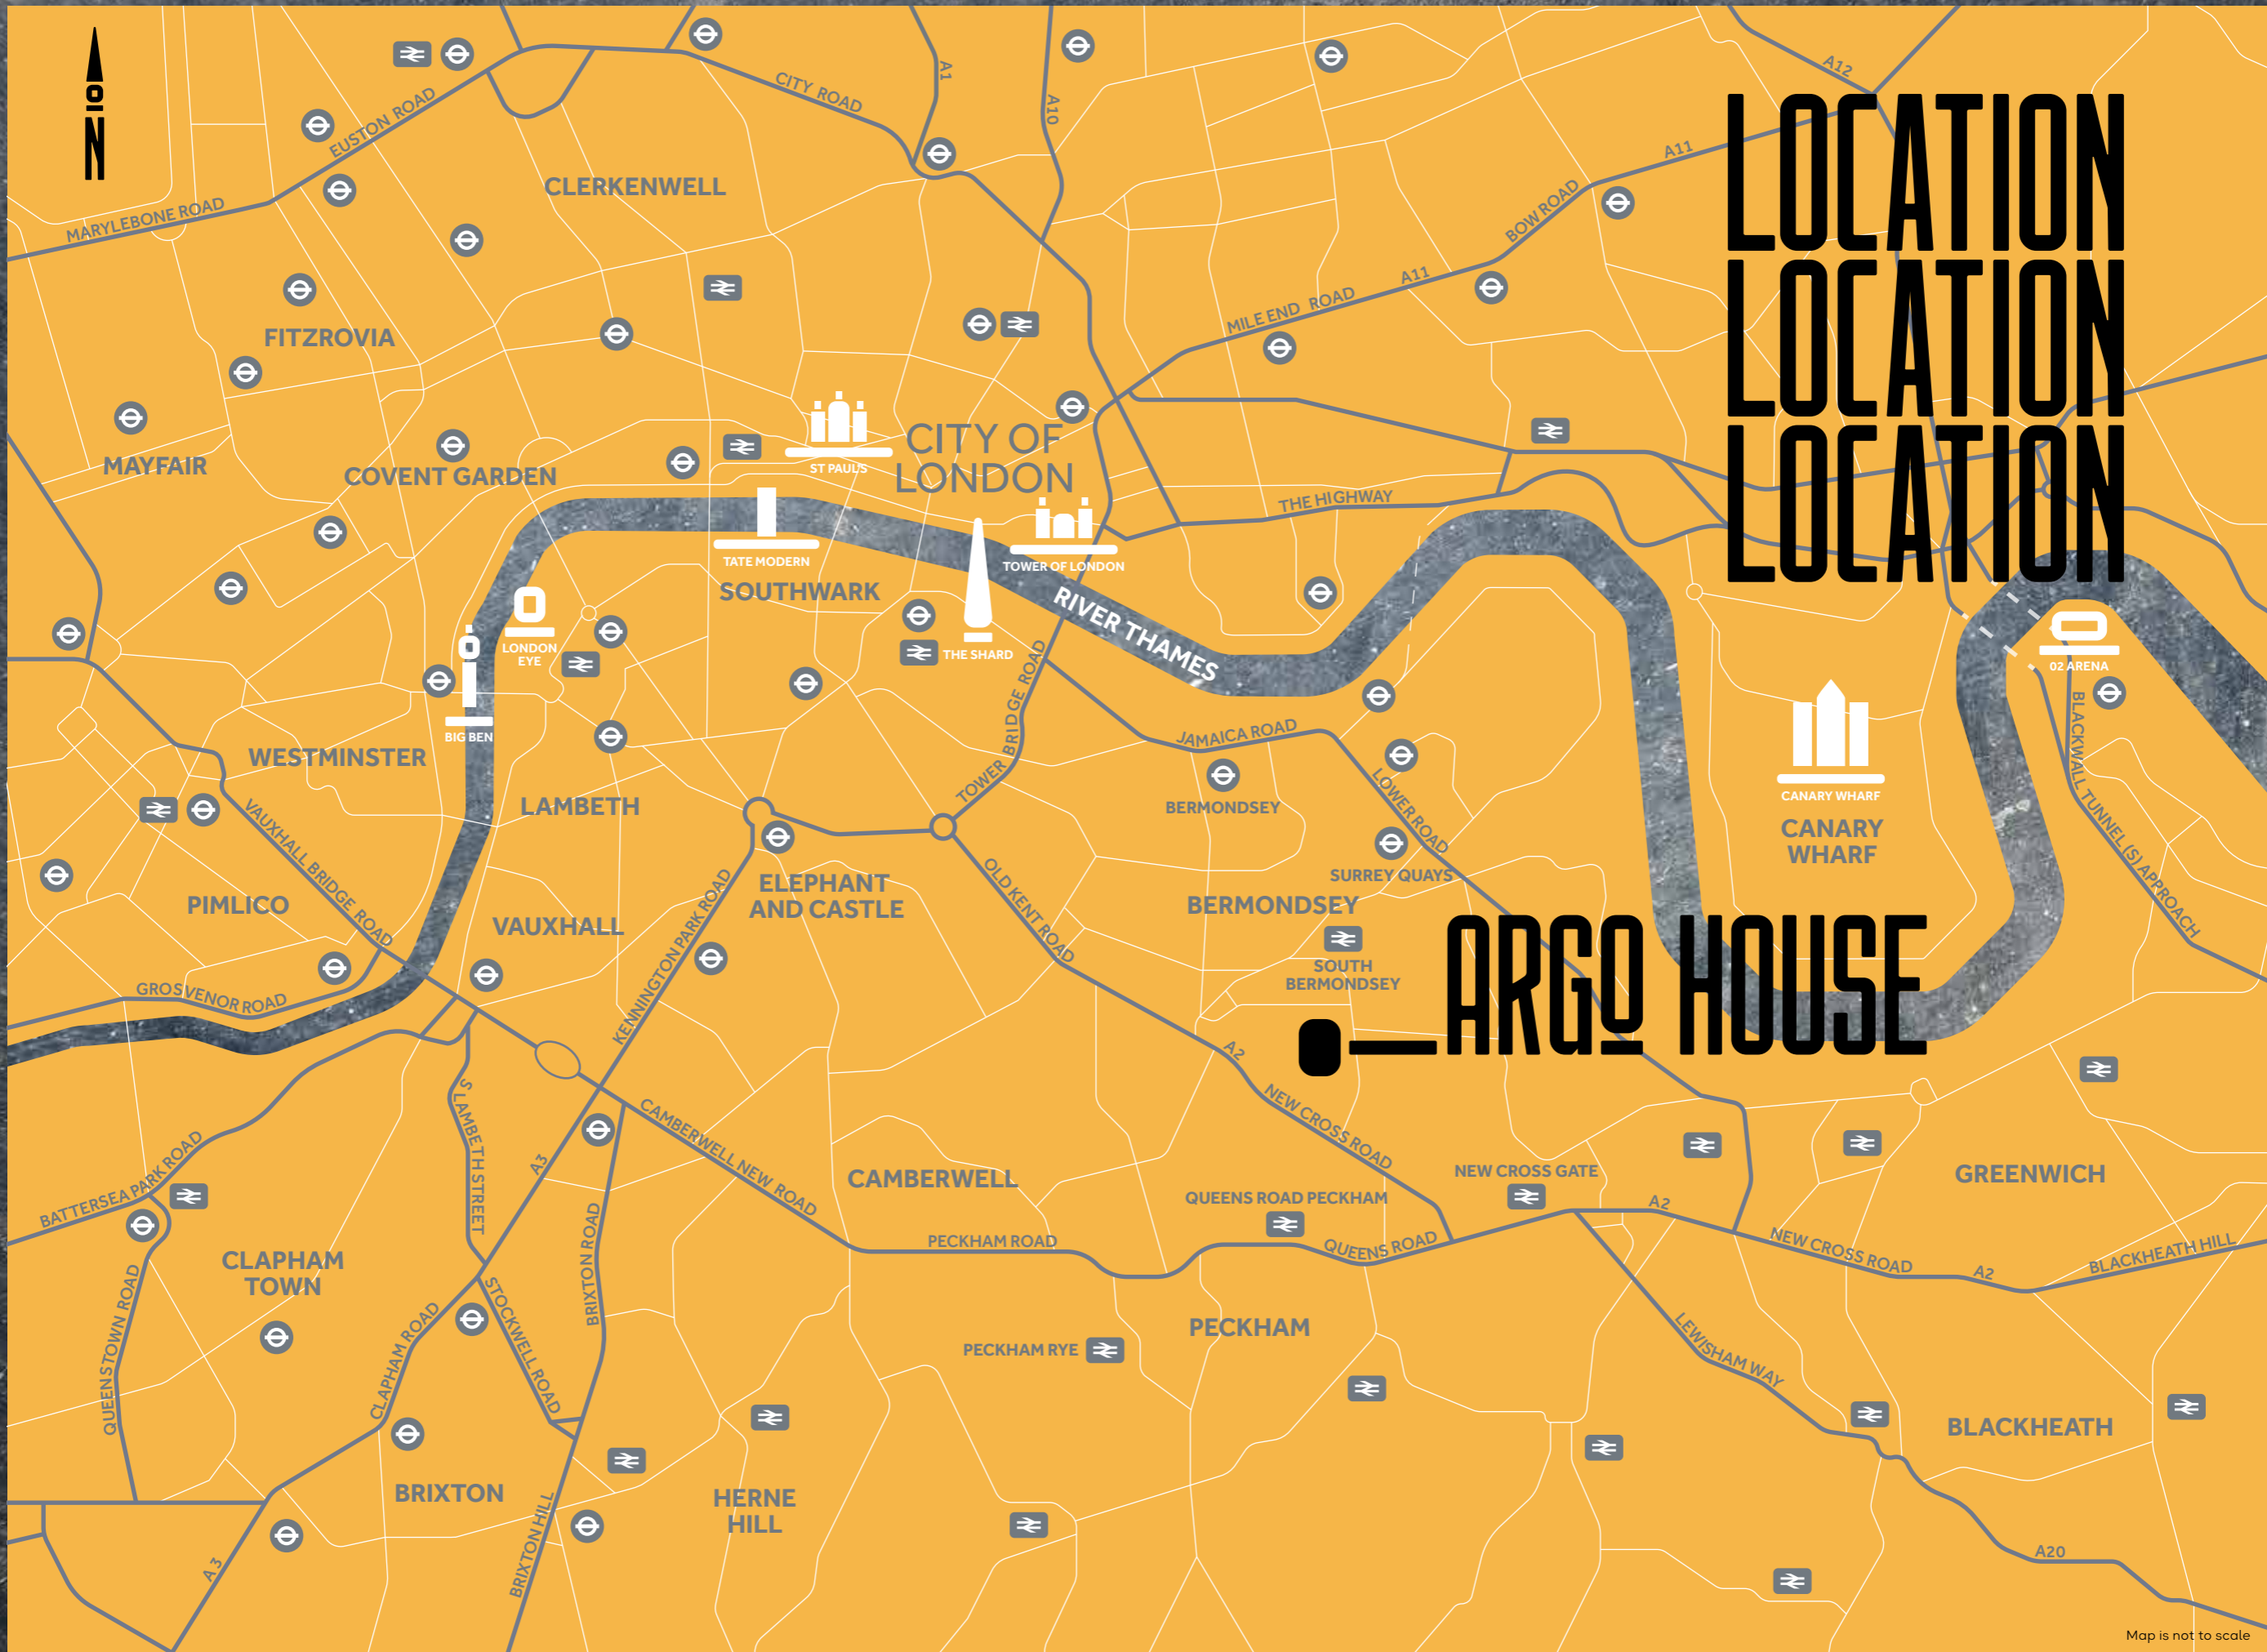 N
A1
A10
A12
CITY ROAD
EUSTON ROAD
MARYLEBONE ROAD
CLERKENWELL
A11
BOW ROAD
A11
MILE END ROAD
LOCATION
LOCATION
LOCATION
FITZROVIA
MAYFAIR
COVENT GARDEN
ST PAUL'S
CITY OF
LONDON
THE HIGHWAY
TATE MODERN
SOUTHWARK
TOWER OF LONDON
RIVER THAMES
LONDON
EYE
THE SHARD
02 ARENA
BIG BEN
WESTMINSTER
LAMBETH
TOWER BRIDGE ROAD
JAMAICA ROAD
BERMONDSEY
LOWER ROAD
SURREY QUAYS
CANARY WHARF
CANARY
WHARF
BLACKWALL TUNNEL (S) APPROACH
VAUXHALL BRIDGE ROAD
PIMLICO
VAUXHALL
ELEPHANT
AND CASTLE
OLD KENT ROAD
BERMONDSEY
SOUTH
BERMONDSEY
ARGO HOUSE
GROSVENOR ROAD
KENNINGTON PARK ROAD
A2
NEW CROSS ROAD
S LAMBETH STREET
A3
CAMBERWELL NEW ROAD
BATTERSEA PARK ROAD
CAMBERWELL
QUEENS ROAD PECKHAM
NEW CROSS GATE
A2
GREENWICH
PECKHAM ROAD
QUEENS ROAD
NEW CROSS ROAD
A2
BLACKHEATH HILL
CLAPHAM
TOWN
BRIXTON ROAD
QUEENSTOWN ROAD
CLAPHAM ROAD
STOCKWELL ROAD
PECKHAM RYE
PECKHAM
LEWISHAM WAY
BLACKHEATH
BRIXTON
HERNE
HILL
BRIXTON HILL
A3
A20
Map is not to scale